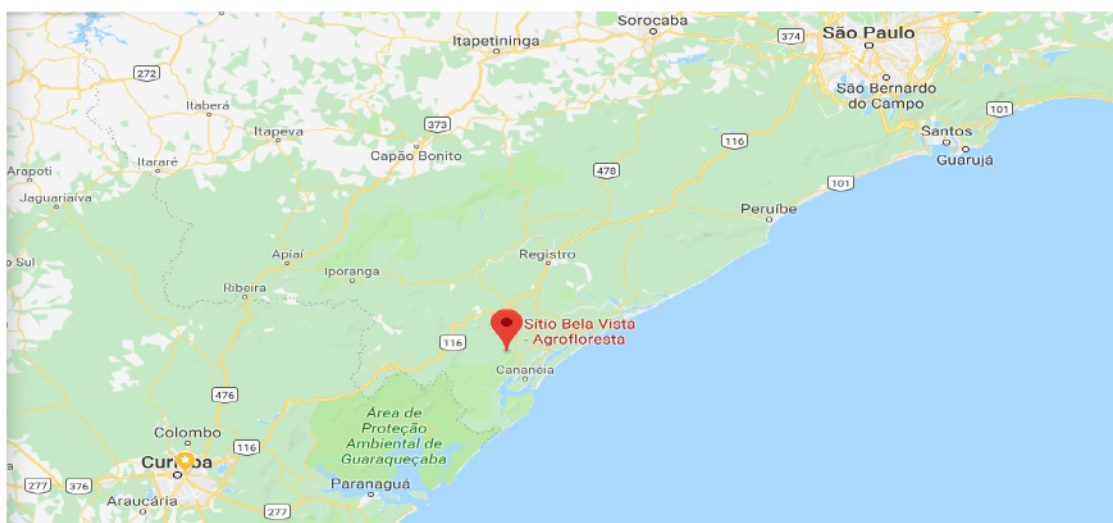 Sorocaba
São Paulo
374
Itapetininga
272
São Bernardo
do Campo
Itaberá
101
373
Itapeva
Santos
116
Capão Bonito
Guarujá
Itararé
478
Arapoti
101
Jaguariaíva
Peruíbe
Apiaí
Registro
o Sul
Iporanga
Ribeira
Sítio Bela Vista
- Agrofloresta
116
Cananéia
476
Área de
Proteção
Ambiental de
Guaraqueçaba
Colombo
116
Paranaguá
277
376
Araucária
277